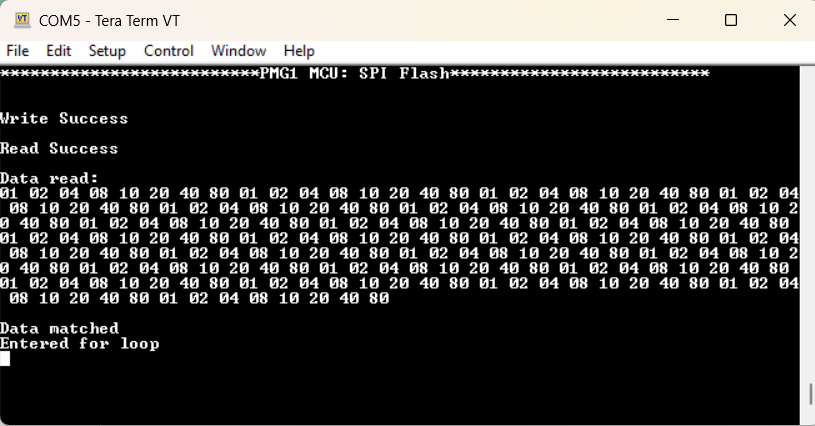 COM5 - Tera Term VT
File Edit Setup Control Window Help
**************************PMG1 MCU: SPI Flash**************************
Write Success
Read Success
Data read:
01 02 04 08 10 20 40 80 01 02 04 08 10 20 40 80 01 02 04 08 10 20 40 80 01 02 04
08 10 20 40 80 01 02 04 08 10 20 40 80 01 02 04 08 10 20 40 80 01 02 04 08 10 2
0 40 80 01 02 04 08 10 20 40 80 01 02 04 08 10 20 40 80 01 02 04 08 10 20 40 80
01 02 04 08 10 20 40 80 01 02 04 08 10 20 40 80 01 02 04 08 10 20 40 80 01 02 04
08 10 20 40 80 01 02 04 08 10 20 40 80 01 02 04 08 10 20 40 80 01 02 04 08 10 2
0 40 80 01 02 04 08 10 20 40 80 01 02 04 08 10 20 40 80 01 02 04 08 10 20 40 80
01 02 04 08 10 20 40 80 01 02 04 08 10 20 40 80 01 02 04 08 10 20 40 80 01 02 04
08 10 20 40 80 01 02 04 08 10 20 40 80
Data matched
Entered for loop